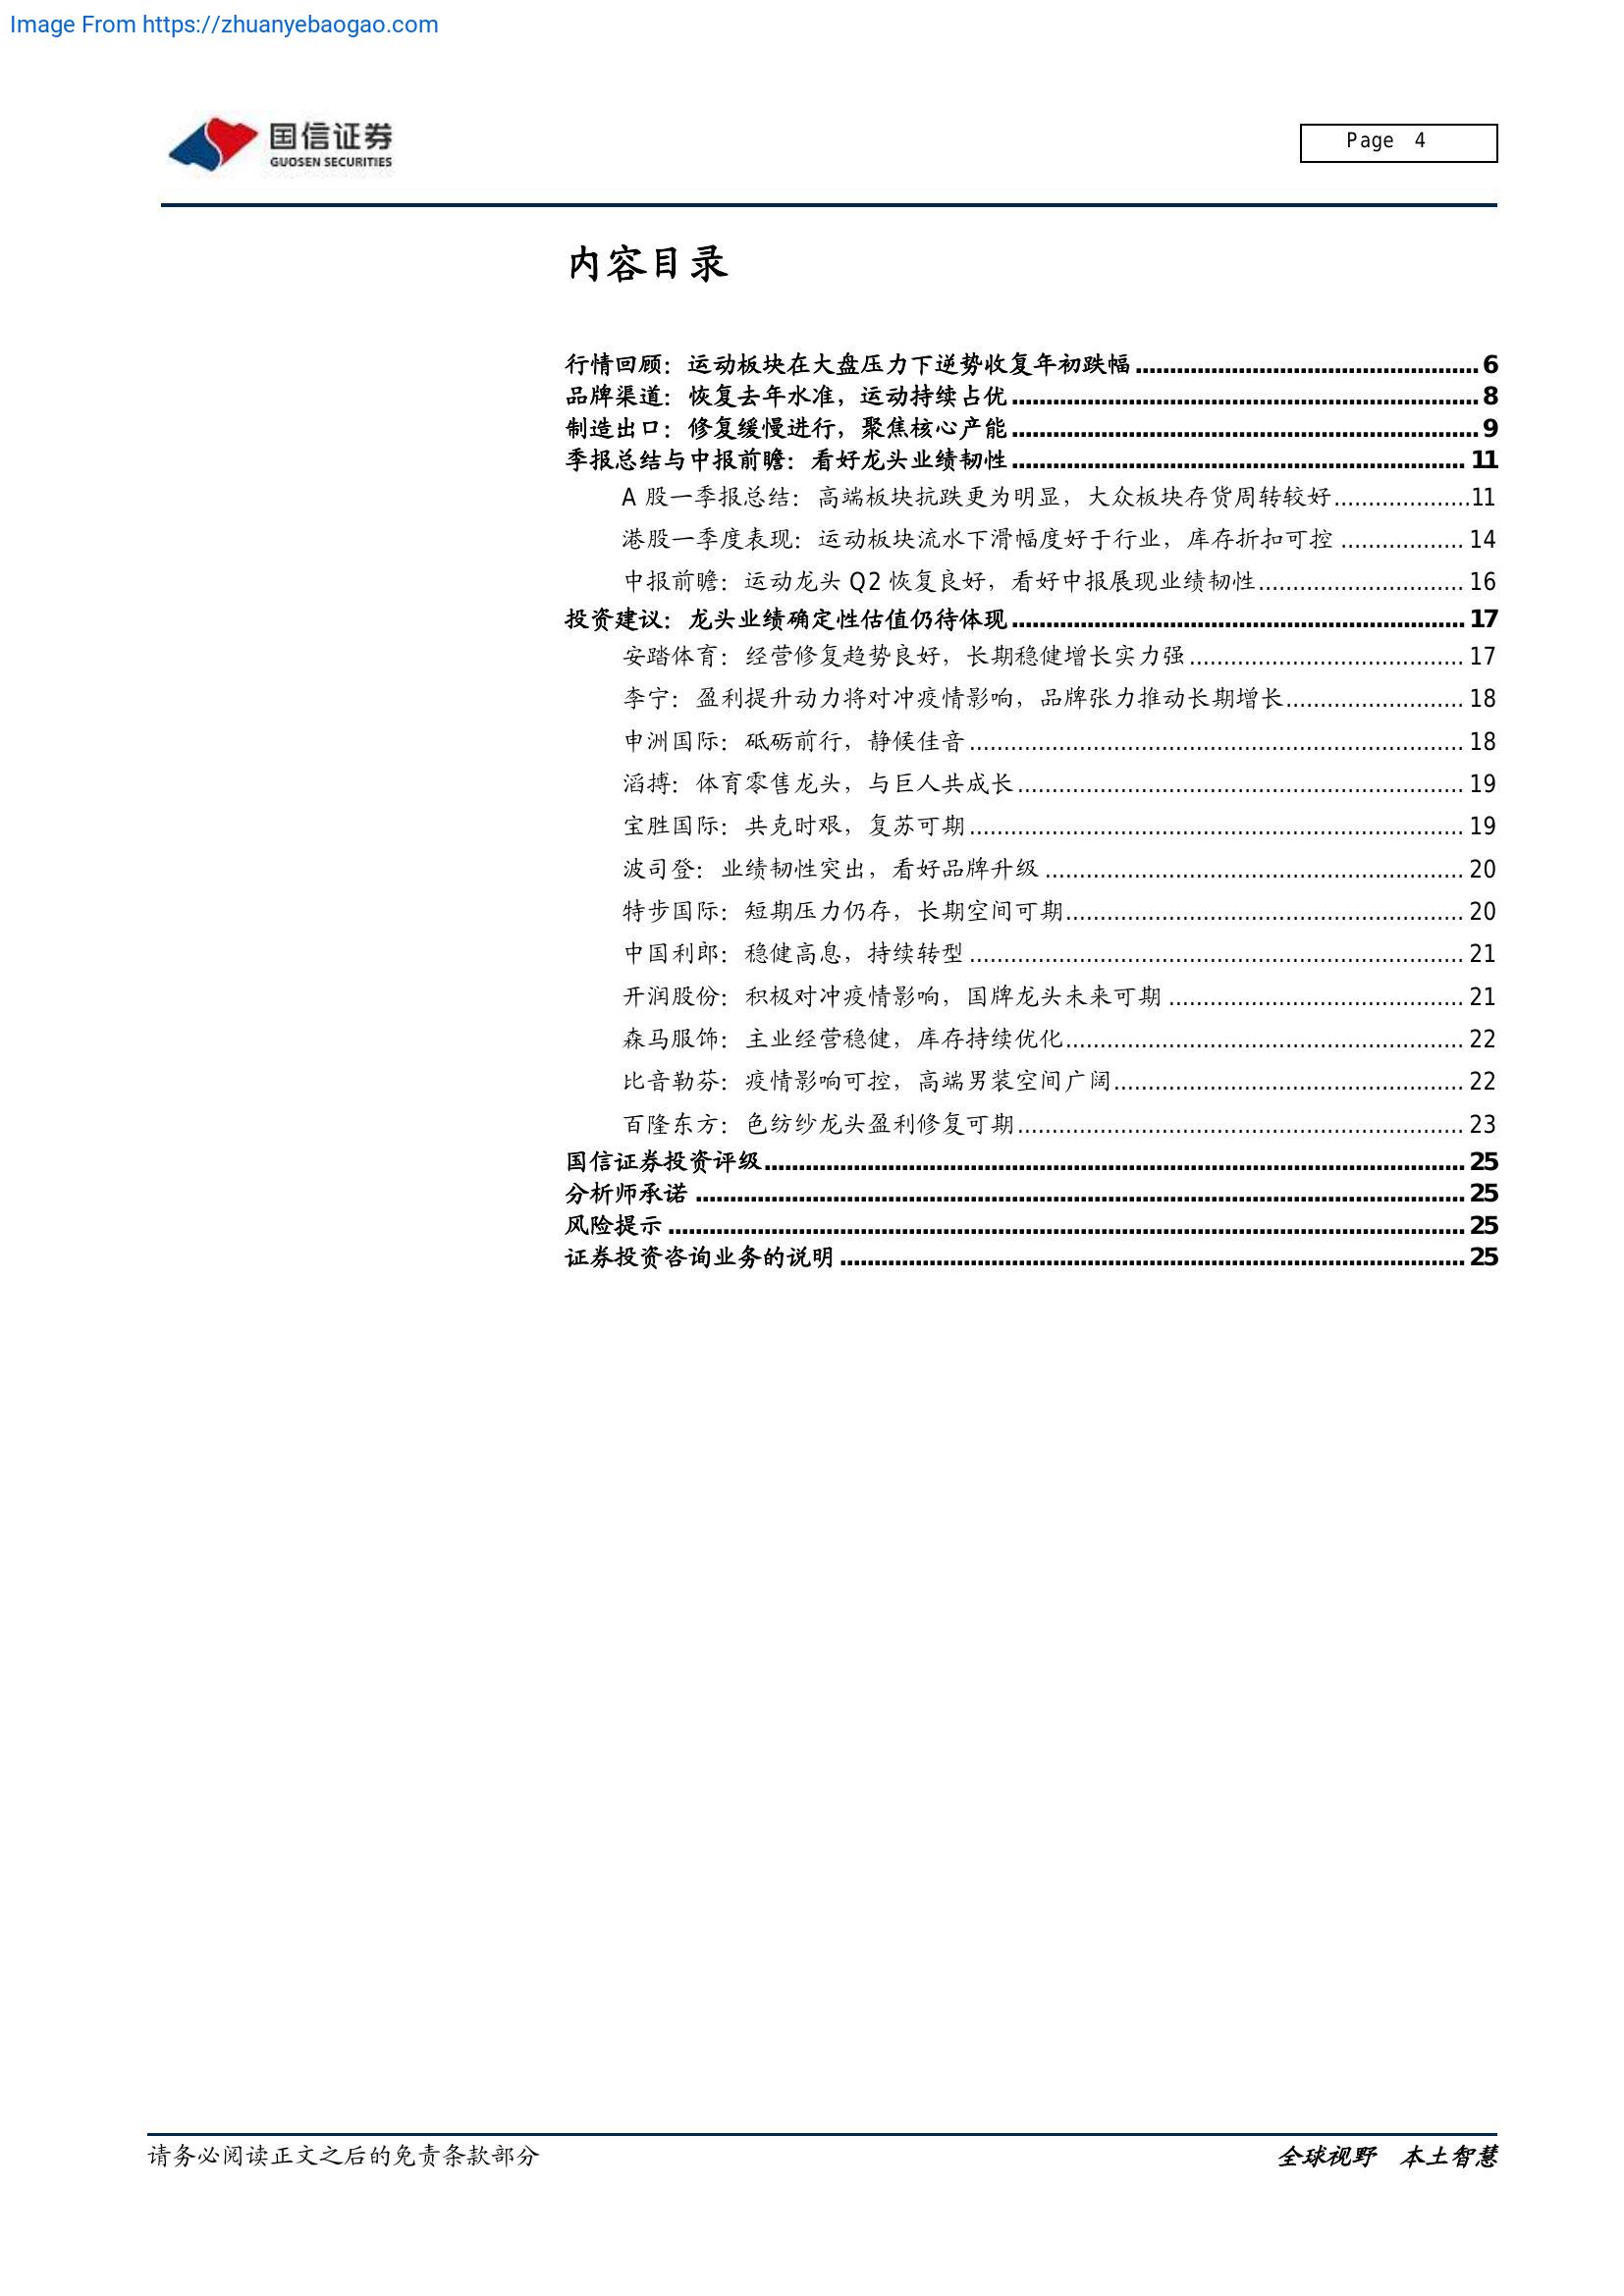 Image From https://zhuanyebaogao.com
国信证券
GUOSEN SECURITIES
Page 4
内容目录
行情回顾：运动板块在大盘压力下逆势收复年初跌幅..................................................6
品牌渠道：恢复去年水准，运动持续占优....................................................................8
制造出口：修复缓慢进行，聚焦核心产能....................................................................9
季报总结与中报前瞻：看好龙头业绩韧性..................................................................11
A 股一季报总结：高端板块抗跌更为明显，大众板块存货周转较好....................11
港股一季度表现：运动板块流水下滑幅度好于行业，库存折扣可控..................14
中报前瞻：运动龙头 Q2 恢复良好，看好中报展现业绩韧性..............................16
投资建议：龙头业绩确定性估值仍待体现..................................................................17
安踏体育：经营修复趋势良好，长期稳健增长实力强........................................17
李宁：盈利提升动力将对冲疫情影响，品牌张力推动长期增长..........................18
申洲国际：砥砺前行，静候佳音........................................................................18
滔搏：体育零售龙头，与巨人共成长.................................................................19
宝胜国际：共克时艰，复苏可期........................................................................19
波司登：业绩韧性突出，看好品牌升级.............................................................20
特步国际：短期压力仍存，长期空间可期..........................................................20
中国利郎：稳健高息，持续转型........................................................................21
开润股份：积极对冲疫情影响，国牌龙头未来可期...........................................21
森马服饰：主业经营稳健，库存持续优化..........................................................22
比音勒芬：疫情影响可控，高端男装空间广阔...................................................22
百隆东方：色纺纱龙头盈利修复可期.................................................................23
国信证券投资评级......................................................................................................25
分析师承诺................................................................................................................25
风险提示....................................................................................................................25
证券投资咨询业务的说明...........................................................................................25
请务必阅读正文之后的免责条款部分
全球视野 本土智慧